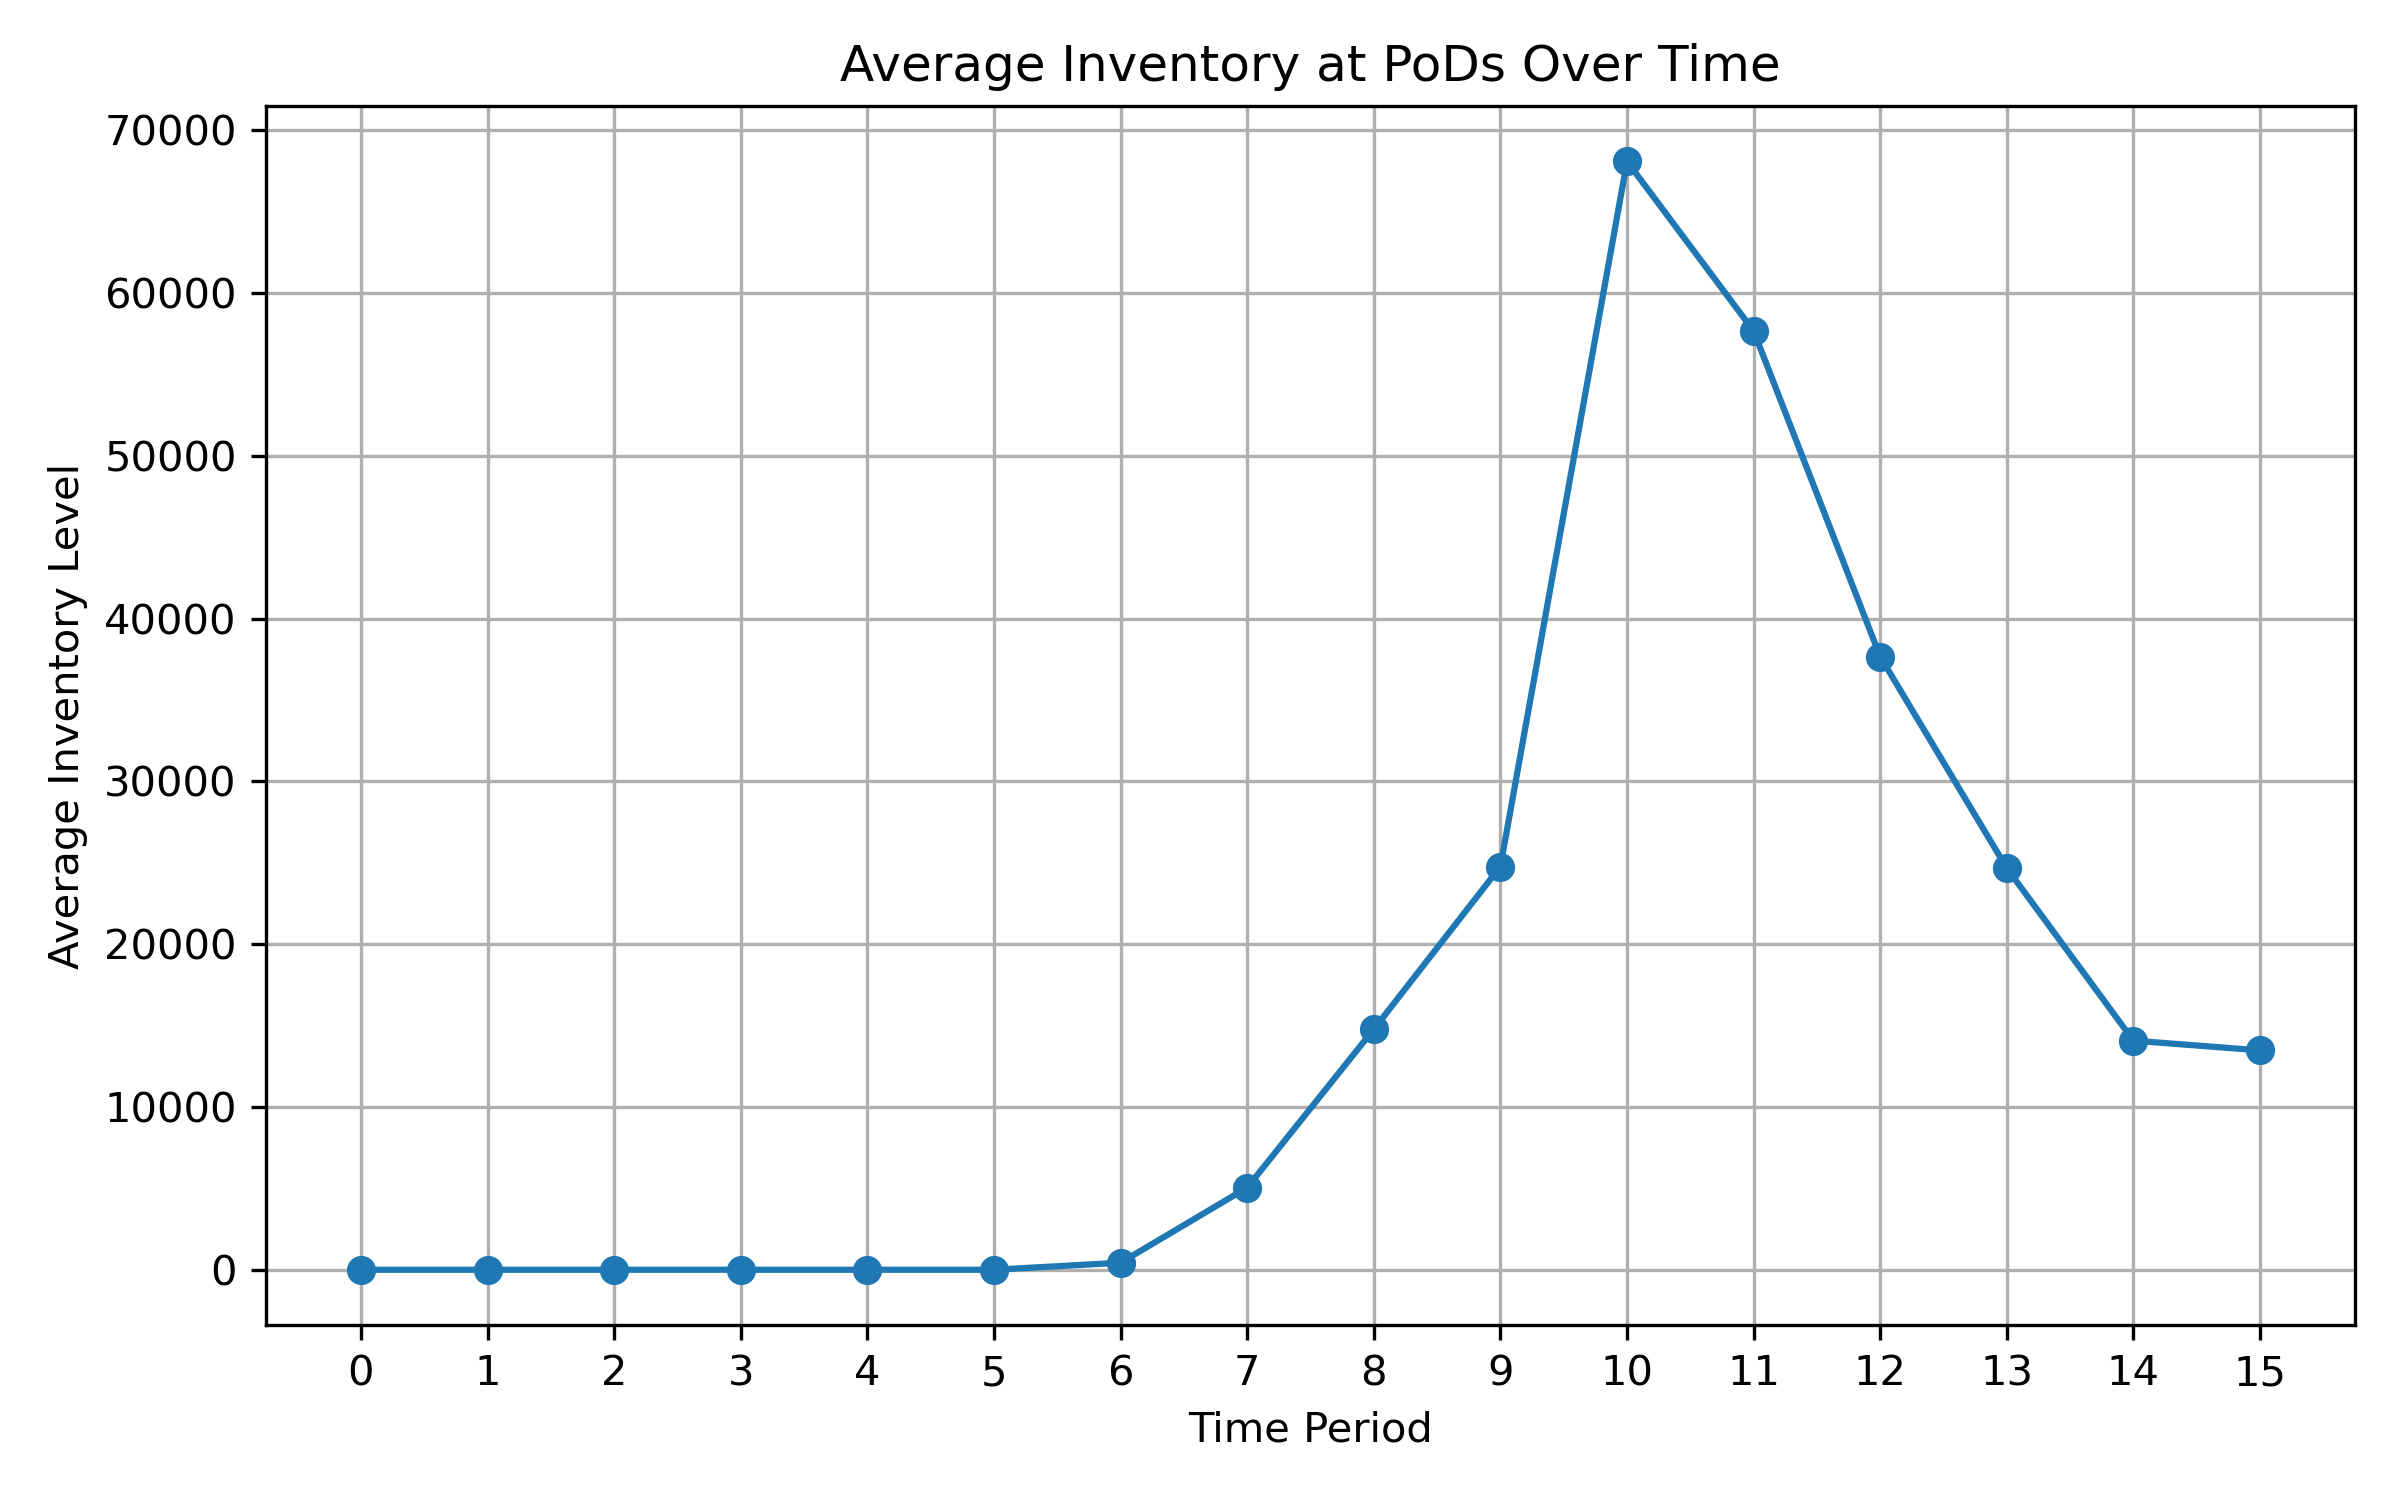 Average Inventory at PoDs Over Time
Average Inventory Level
70000
60000
50000
40000
30000
20000
10000
0
0 1 2 3 4 5 6 7 8 9 10 11 12 13 14 15
Time Period